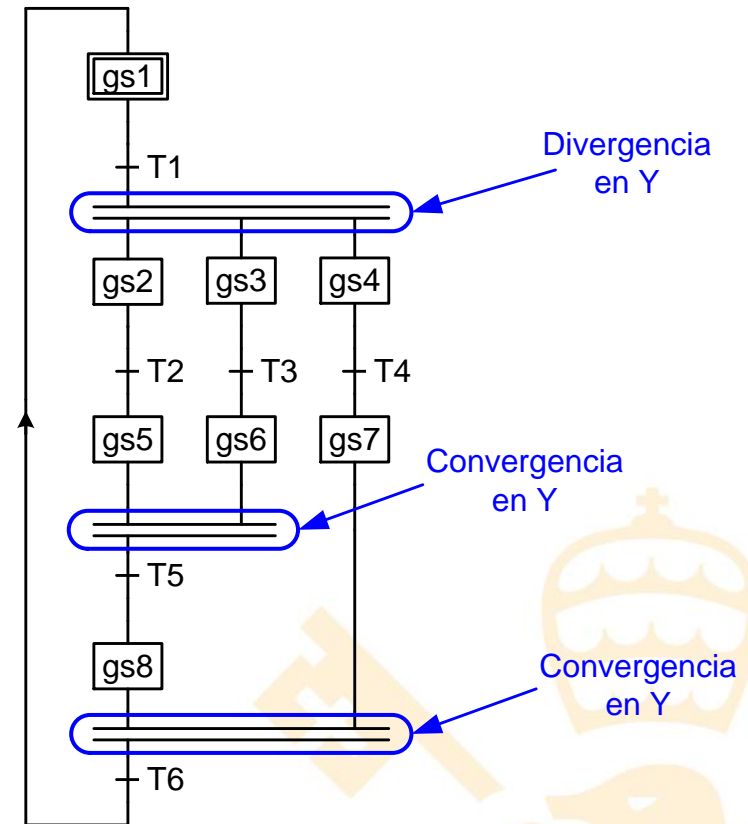 gs1
T1
Divergencia
en Y
gs2
gs3
gs4
T2
T3
T4
gs5
gs6
gs7
Convergencia
en Y
T5
gs8
Convergencia
en Y
T6